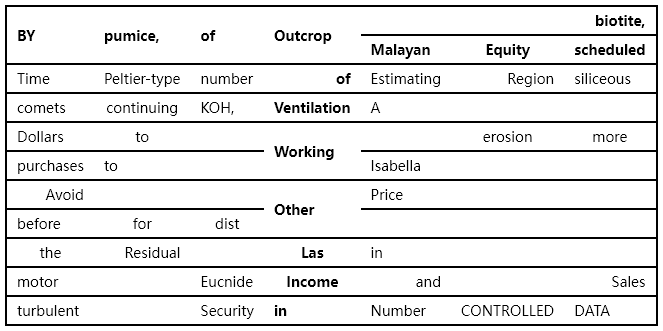 biotite,
BY pumice, of Outcrop
Malayan Equity scheduled
Time Peltier-type number of Estimating Region siliceous
comets continuing KOH, Ventilation A
Dollars to erosion more
Working
purchases to Isabella
Avoid Price
Other
before for dist
the Residual Las in
motor Eucnide Income and Sales
turbulent Security in Number CONTROLLED DATA